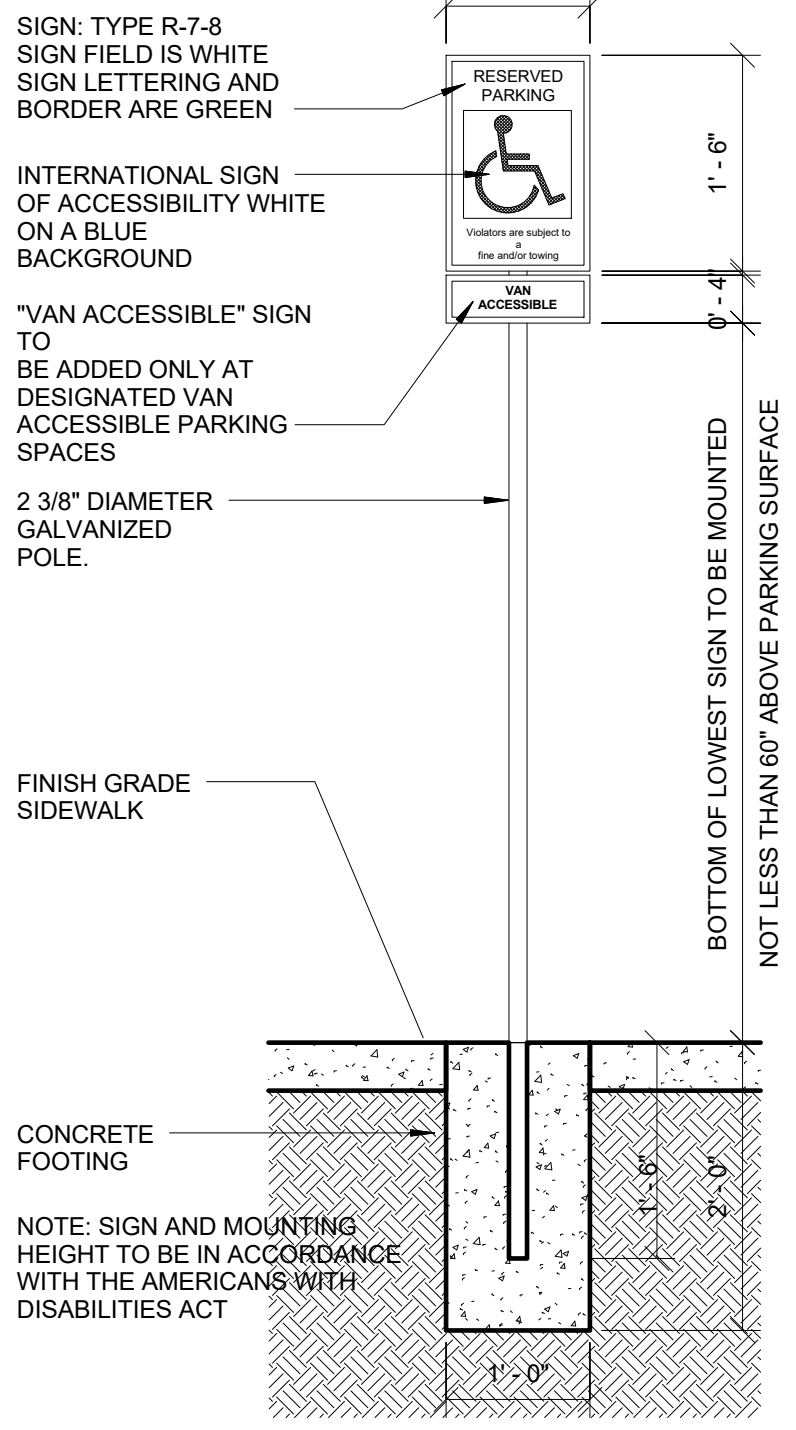 SIGN: TYPE R-7-8
SIGN FIELD IS WHITE
SIGN LETTERING AND
BORDER ARE GREEN
INTERNATIONAL SIGN
OF ACCESSIBILITY WHITE
ON A BLUE
BACKGROUND
"VAN ACCESSIBLE" SIGN
TO
BE ADDED ONLY AT
DESIGNATED VAN
ACCESSIBLE PARKING
SPACES
2 3/8" DIAMETER
GALVANIZED
POLE.
FINISH GRADE
SIDEWALK
CONCRETE
FOOTING
NOTE: SIGN AND MOUNTING
HEIGHT TO BE IN ACCORDANCE
WITH THE AMERICANS WITH
DISABILITIES ACT
RESERVED
PARKING
Violators are subject to
a
fine and/or towing
VAN
ACCESSIBLE
1' - 6"
0' - 4"
BOTTOM OF LOWEST SIGN TO BE MOUNTED
NOT LESS THAN 60" ABOVE PARKING SURFACE
1' - 6"
2' - 0"
1' - 0"